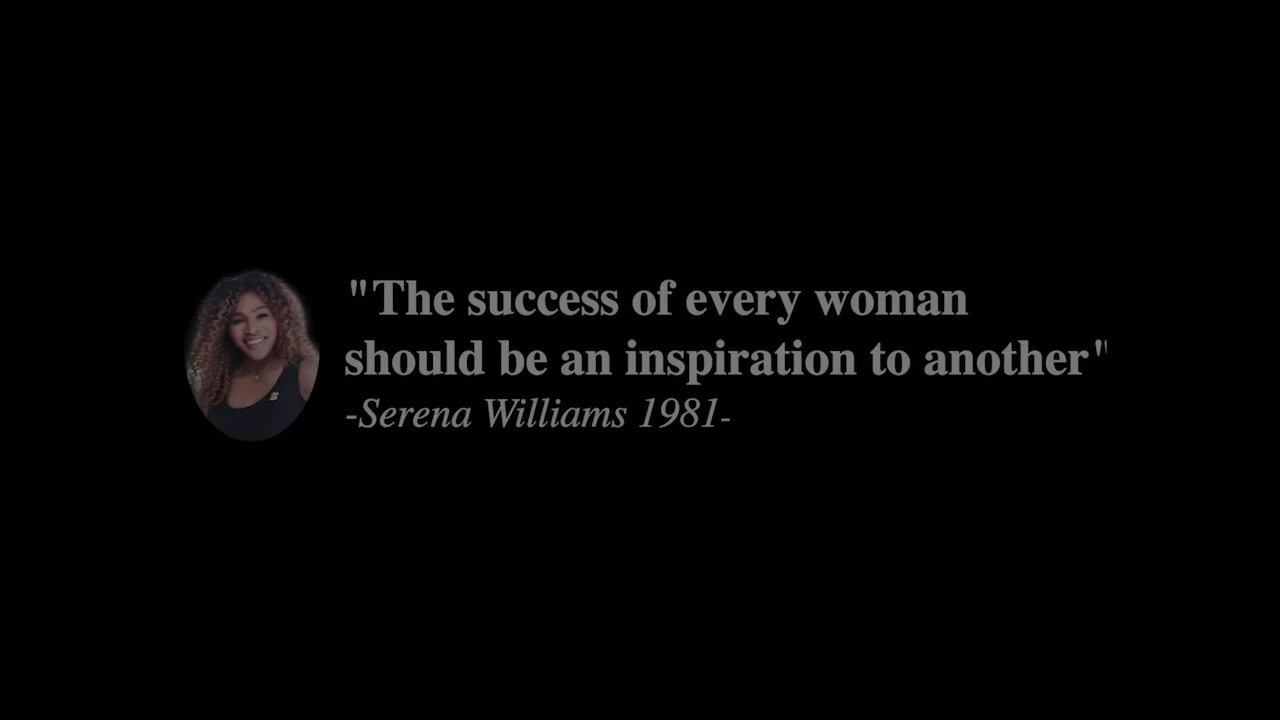 "The success of every woman
should be an inspiration to another"
-Serena Williams 1981-